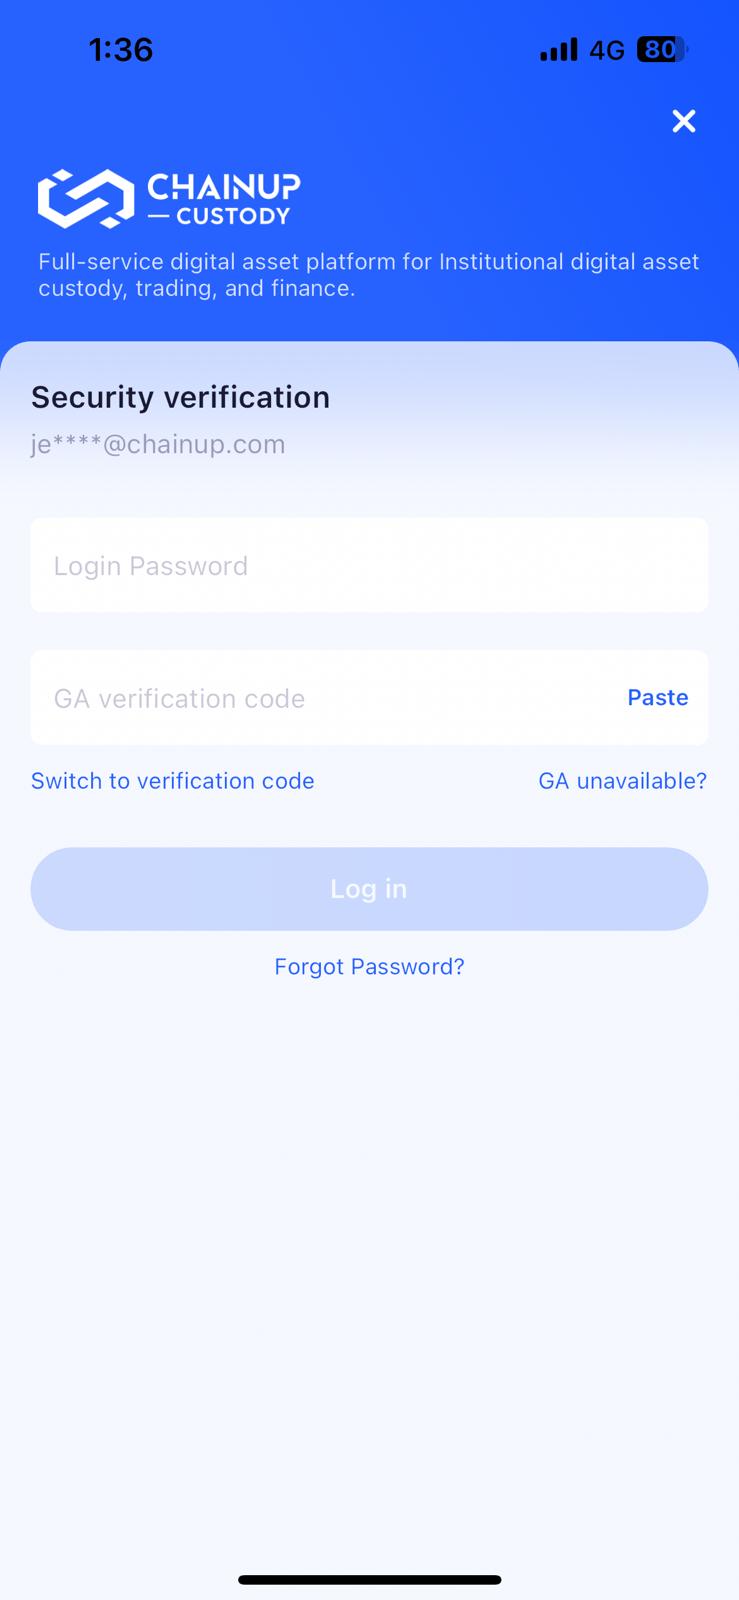 1:36
4G
80
CHAINUP
CUSTODY
Full-service digital asset platform for Institutional digital asset
custody, trading, and finance.
Security verification
je****@chainup.com
Login Password
GA verification code
Paste
Switch to verification code
GA unavailable?
Log in
Forgot Password?